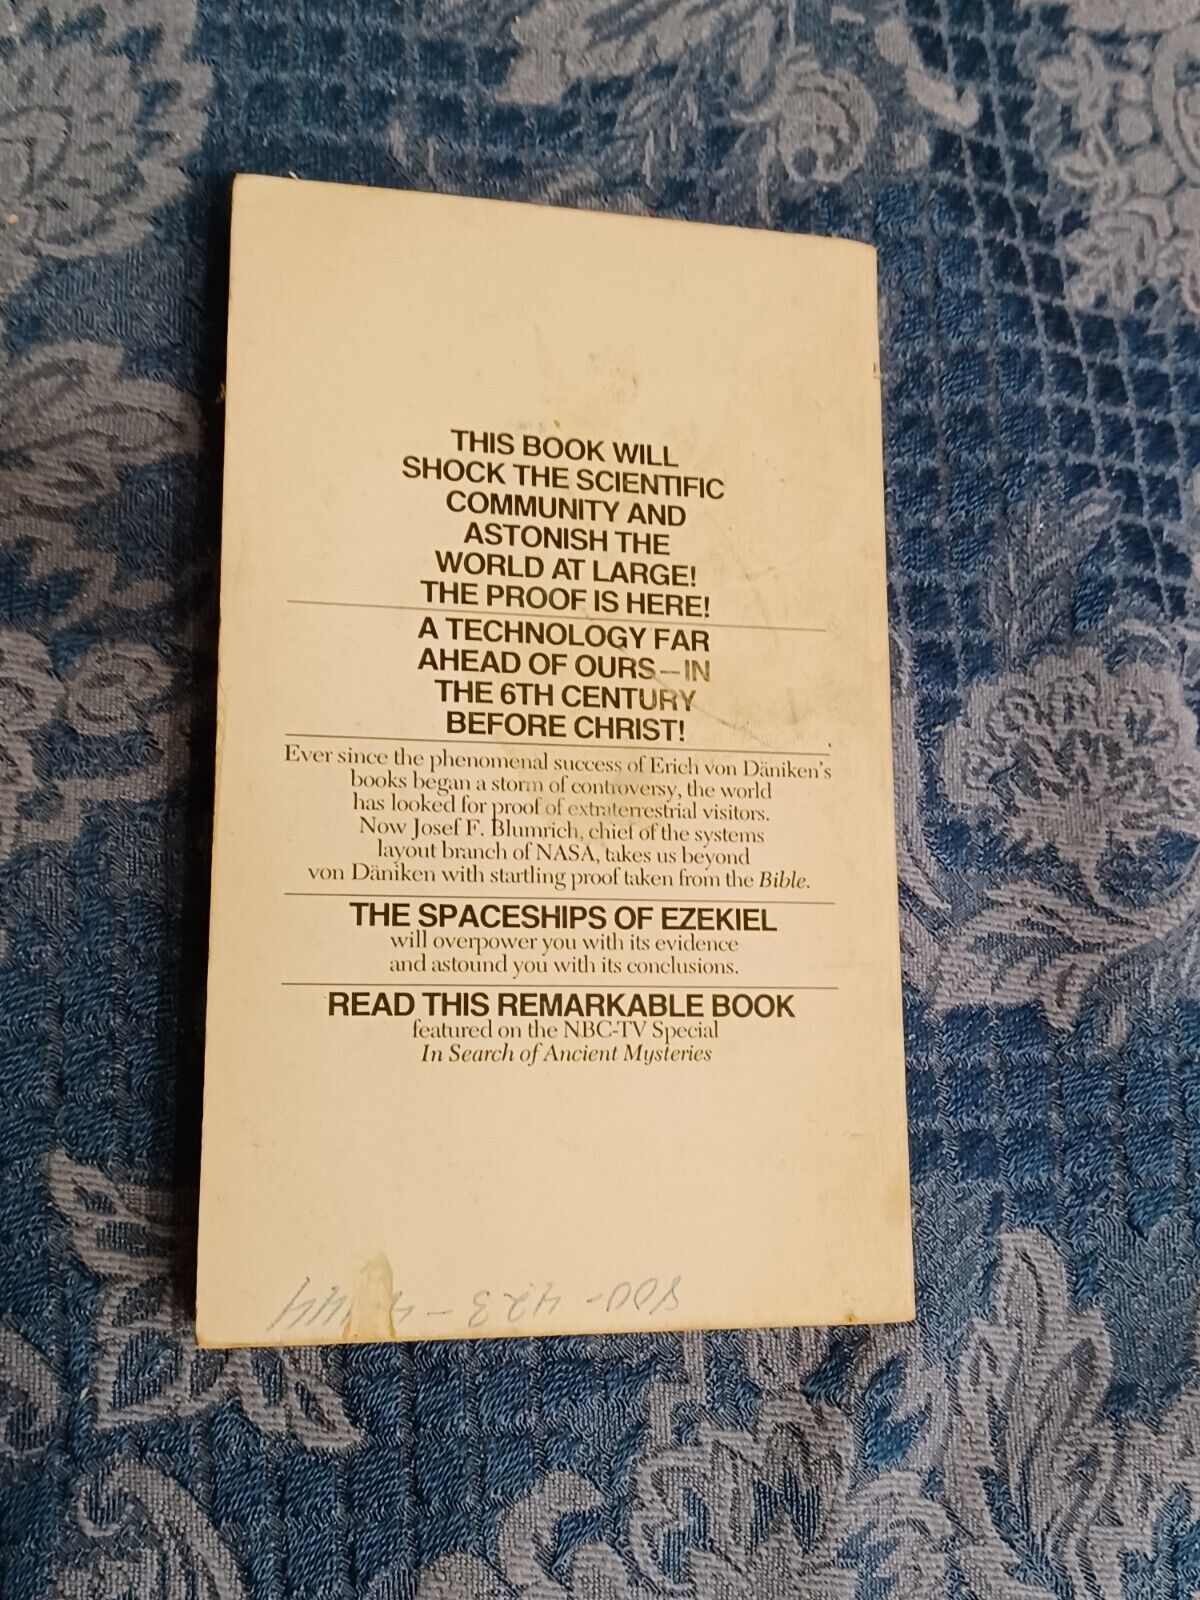 THIS BOOK WILL
SHOCK THE SCIENTIFIC
COMMUNITY AND
ASTONISH THE
WORLD AT LARGE!
THE PROOF IS HERE!
A TECHNOLOGY FAR
AHEAD OF OURS—IN
THE 6TH CENTURY
BEFORE CHRIST!
Ever since the phenomenal success of Erich von Däniken's
books began a storm of controversy, the world
has looked for proof of extraterrestrial visitors.
Now Josef F. Blumrich, chief of the systems
layout branch of NASA, takes us beyond
von Däniken with startling proof taken from the Bible.
THE SPACESHIPS OF EZEKIEL
will overpower you with its evidence
and astound you with its conclusions.
READ THIS REMARKABLE BOOK
featured on the NBC-TV Special
In Search of Ancient Mysteries